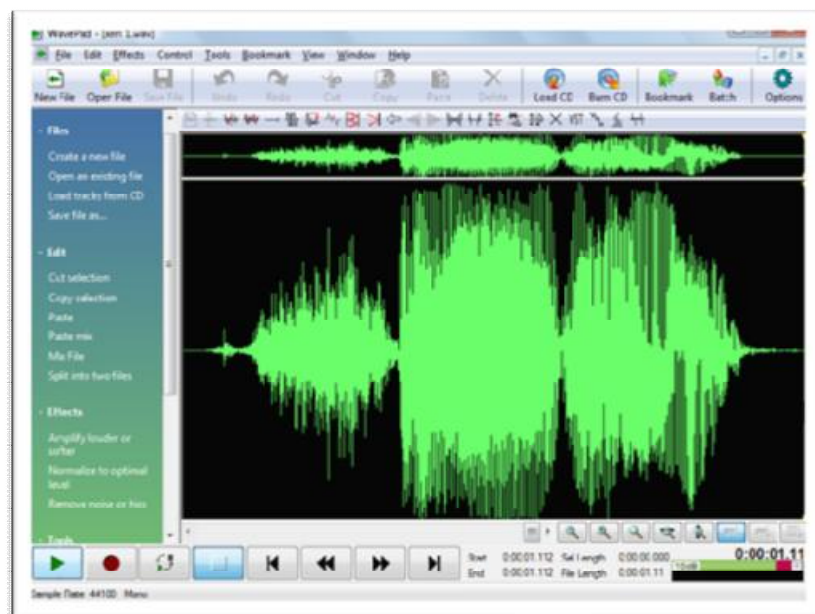 WavePad - [xen 1.wav]
File Edit Effects Control Tools Bookmark View Window Help
New File Open File Save File Undo Redo Cut Copy Paste Delete Load CD Burn CD Bookmark Batch Options
- Files
Create a new file
Open as existing file
Load tracks from CD
Save file as...
- Edit
Cut selection
Copy selection
Paste
Paste mix
Mix File
Split into two files
- Effects
Amplify louder or
softer
Normalize to optimal
level
Remove noise or hiss
- Tools
Start 0:00:01.112 Sel Length 0:00:00.000 0:00:01.11
End 0:00:01.112 File Length 0:00:01.11
Sample Rate: 44100 Mono